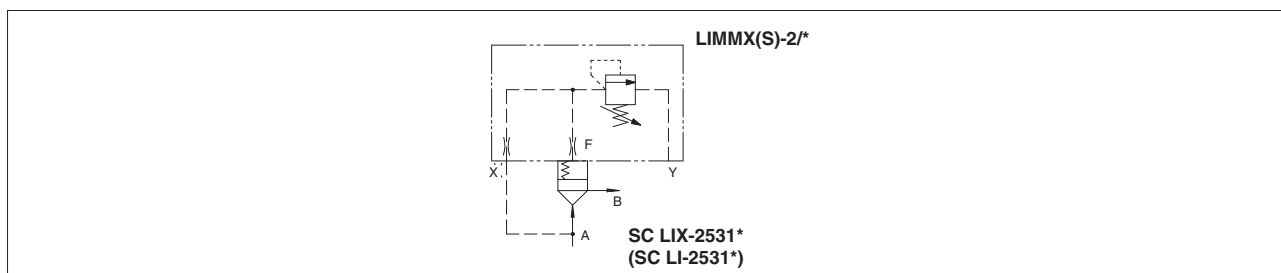 LIMMX(S)-2/*
F
X
Y
B
A
SC LIX-2531*
(SC LI-2531*)